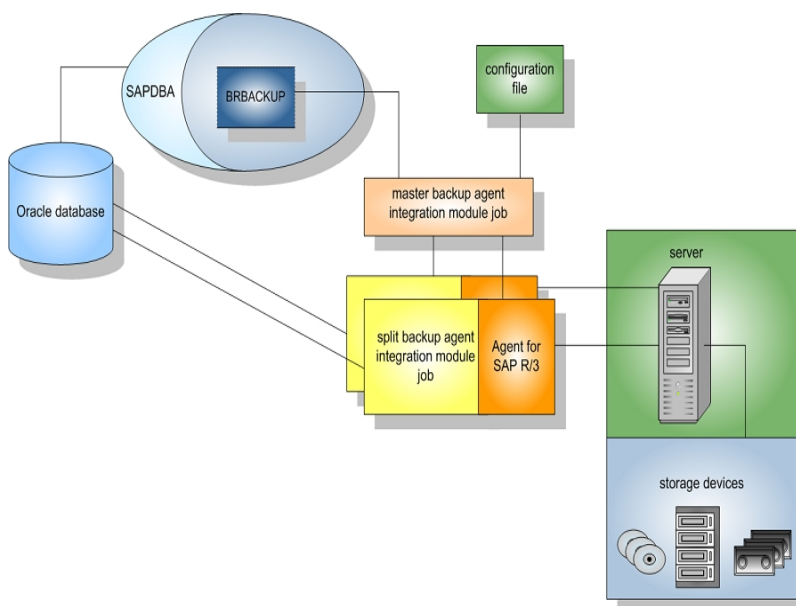 SAPDBA
BRBACKUP
configuration
file
Oracle database
master backup agent
integration module job
server
split backup agent
integration module
job
Agent for
SAP R/3
storage devices